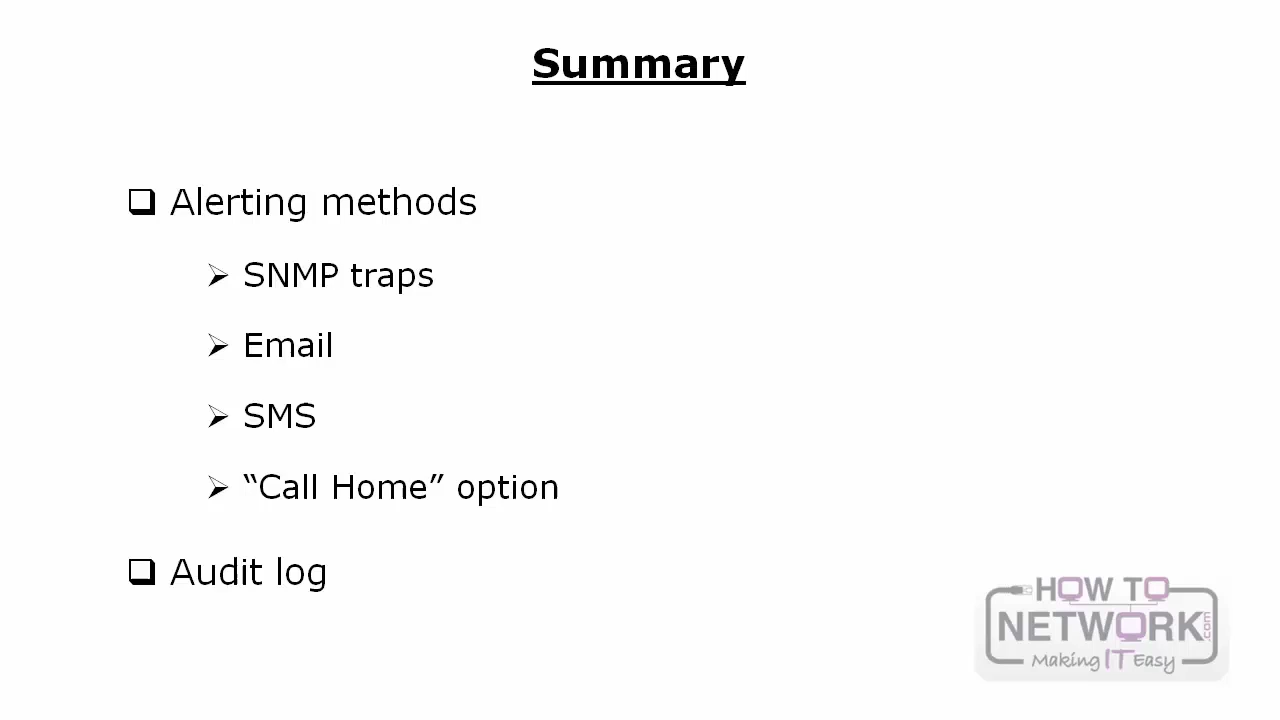 Summary
Alerting methods
SNMP traps
Email
SMS
“Call Home” option
Audit log
HOW TO
NETWORK.com
Making IT Easy